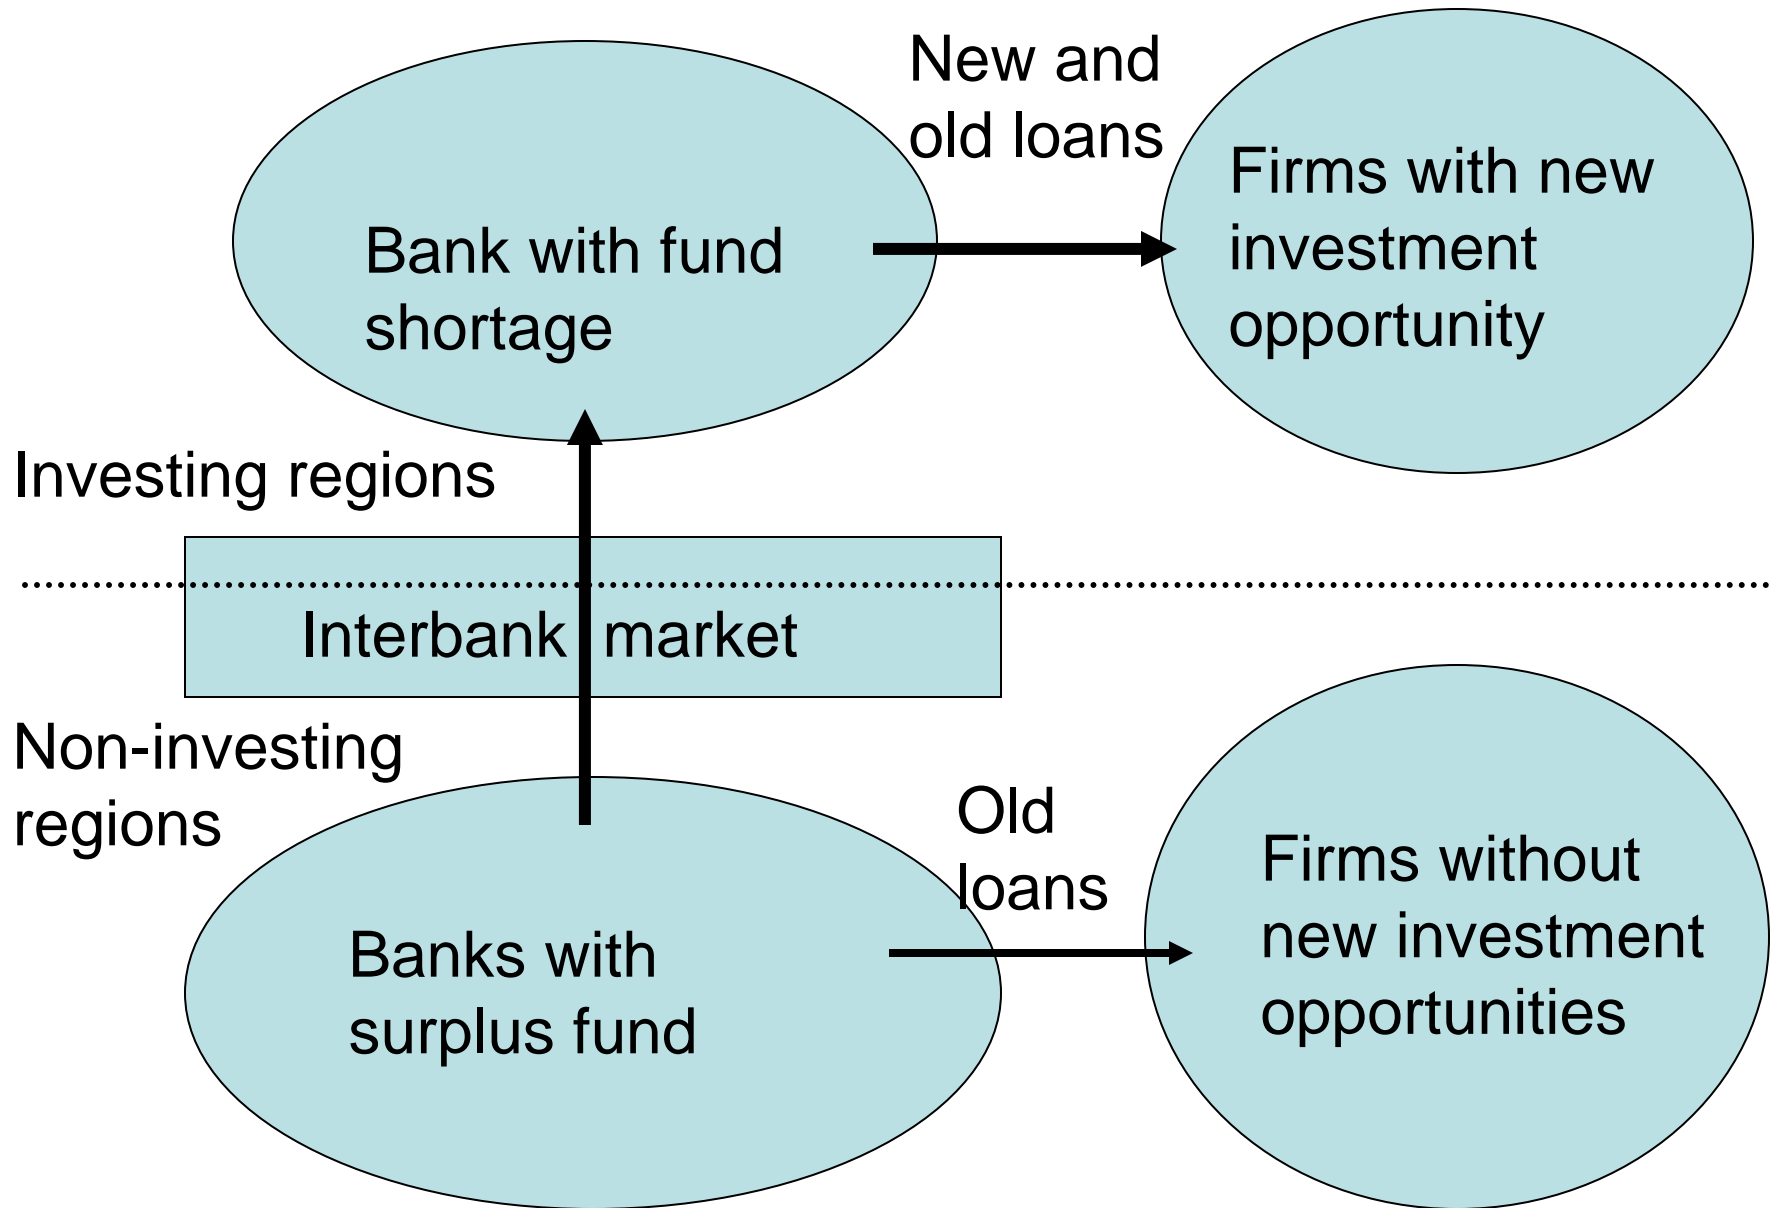 New and
old loans
Firms with new
investment
opportunity
Bank with fund
shortage
Investing regions
Interbank market
Non-investing
regions
Old
loans
Firms without
new investment
opportunities
Banks with
surplus fund